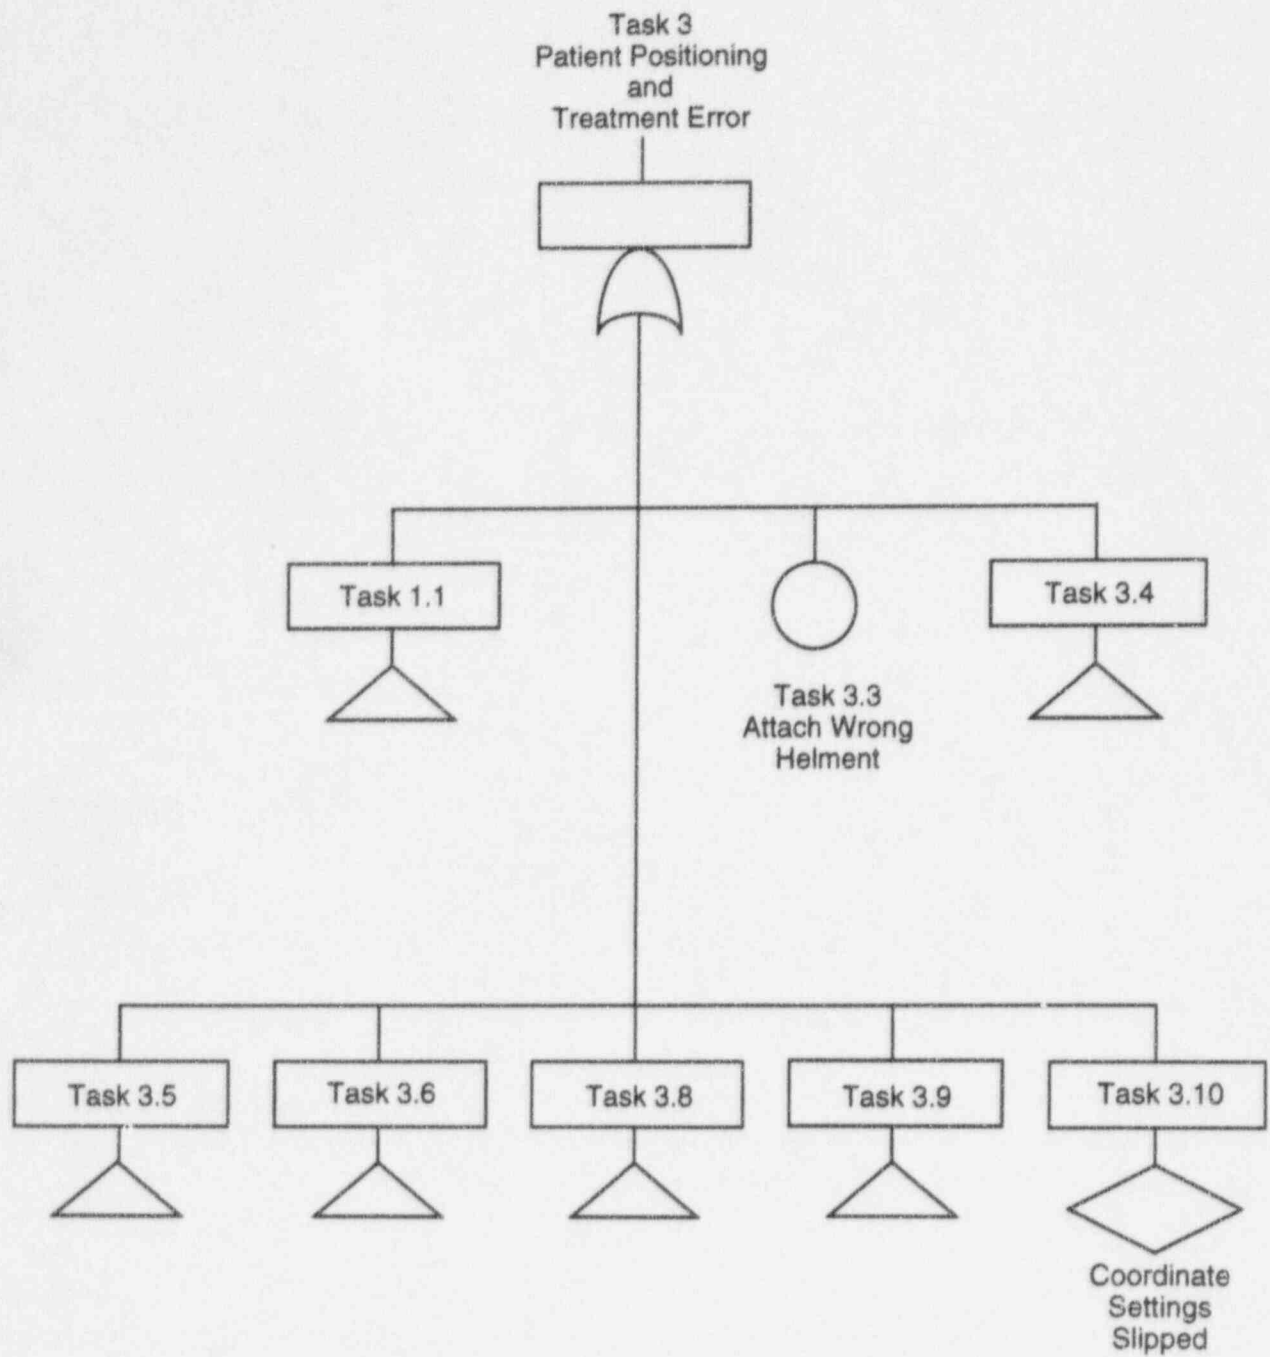 Task 3
Patient Positioning
and
Treatment Error
Task 1.1
Task 3.4
Task 3.3
Attach Wrong
Helment
Task 3.5
Task 3.6
Task 3.8
Task 3.9
Task 3.10
Coordinate
Settings
Slipped